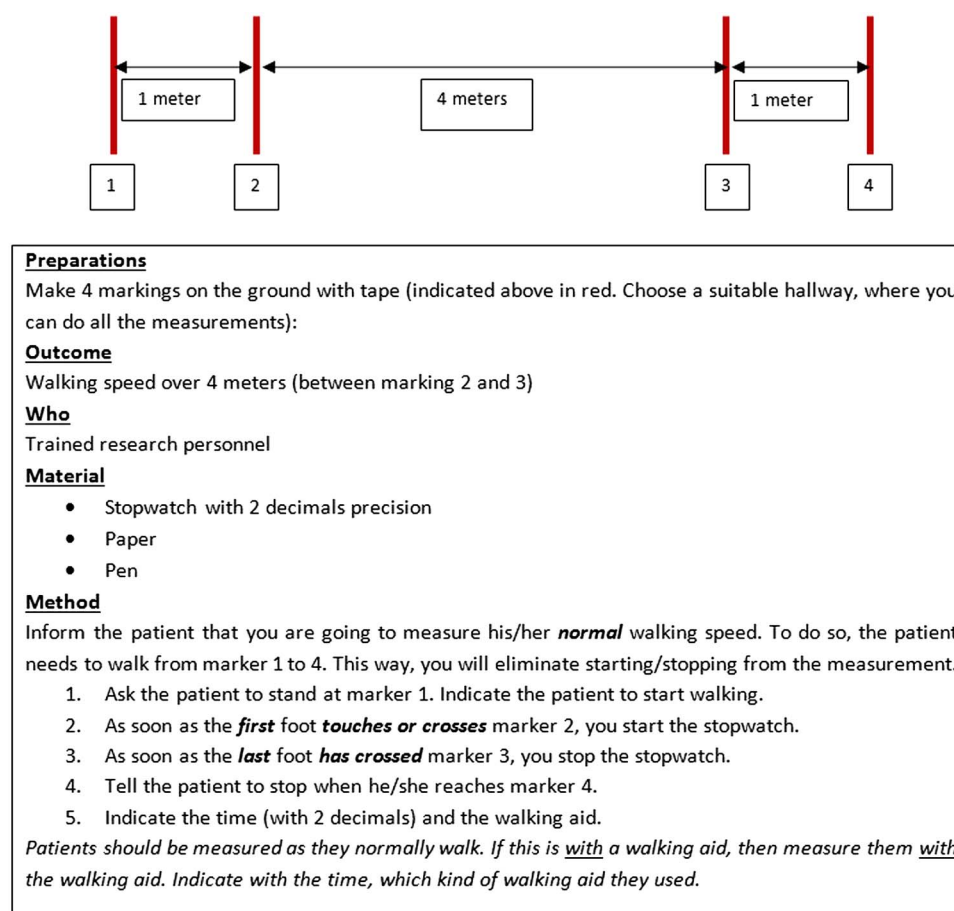 1 meter
4 meters
1 meter
1
2
3
4
Preparations
Make 4 markings on the ground with tape (indicated above in red. Choose a suitable hallway, where you
can do all the measurements):
Outcome
Walking speed over 4 meters (between marking 2 and 3)
Who
Trained research personnel
Material
• Stopwatch with 2 decimals precision
• Paper
• Pen
Method
Inform the patient that you are going to measure his/her normal walking speed. To do so, the patient
needs to walk from marker 1 to 4. This way, you will eliminate starting/stopping from the measurement.
1. Ask the patient to stand at marker 1. Indicate the patient to start walking.
2. As soon as the first foot touches or crosses marker 2, you start the stopwatch.
3. As soon as the last foot has crossed marker 3, you stop the stopwatch.
4. Tell the patient to stop when he/she reaches marker 4.
5. Indicate the time (with 2 decimals) and the walking aid.
Patients should be measured as they normally walk. If this is with a walking aid, then measure them with
the walking aid. Indicate with the time, which kind of walking aid they used.